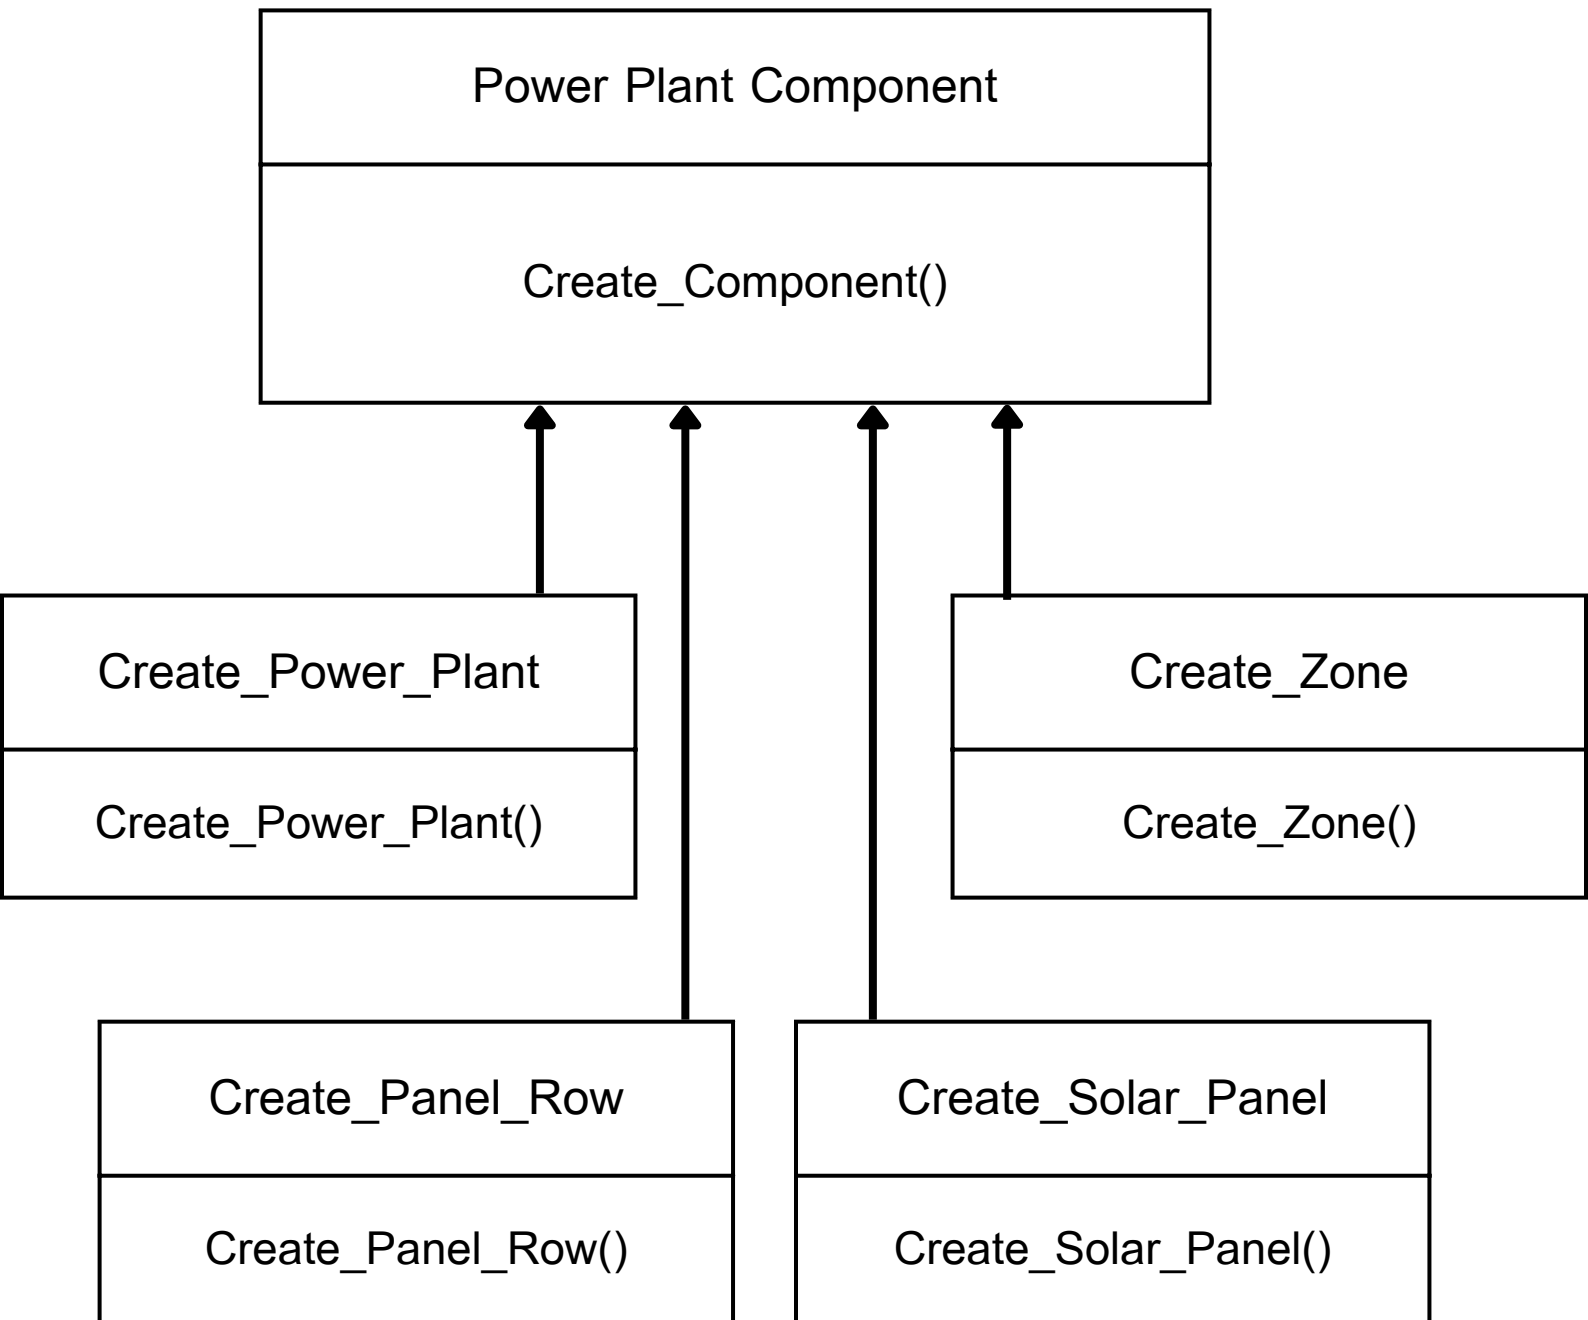 Power Plant Component
Create_Component()
Create_Power_Plant
Create_Power_Plant()
Create_Zone
Create_Zone()
Create_Panel_Row
Create_Panel_Row()
Create_Solar_Panel
Create_Solar_Panel()